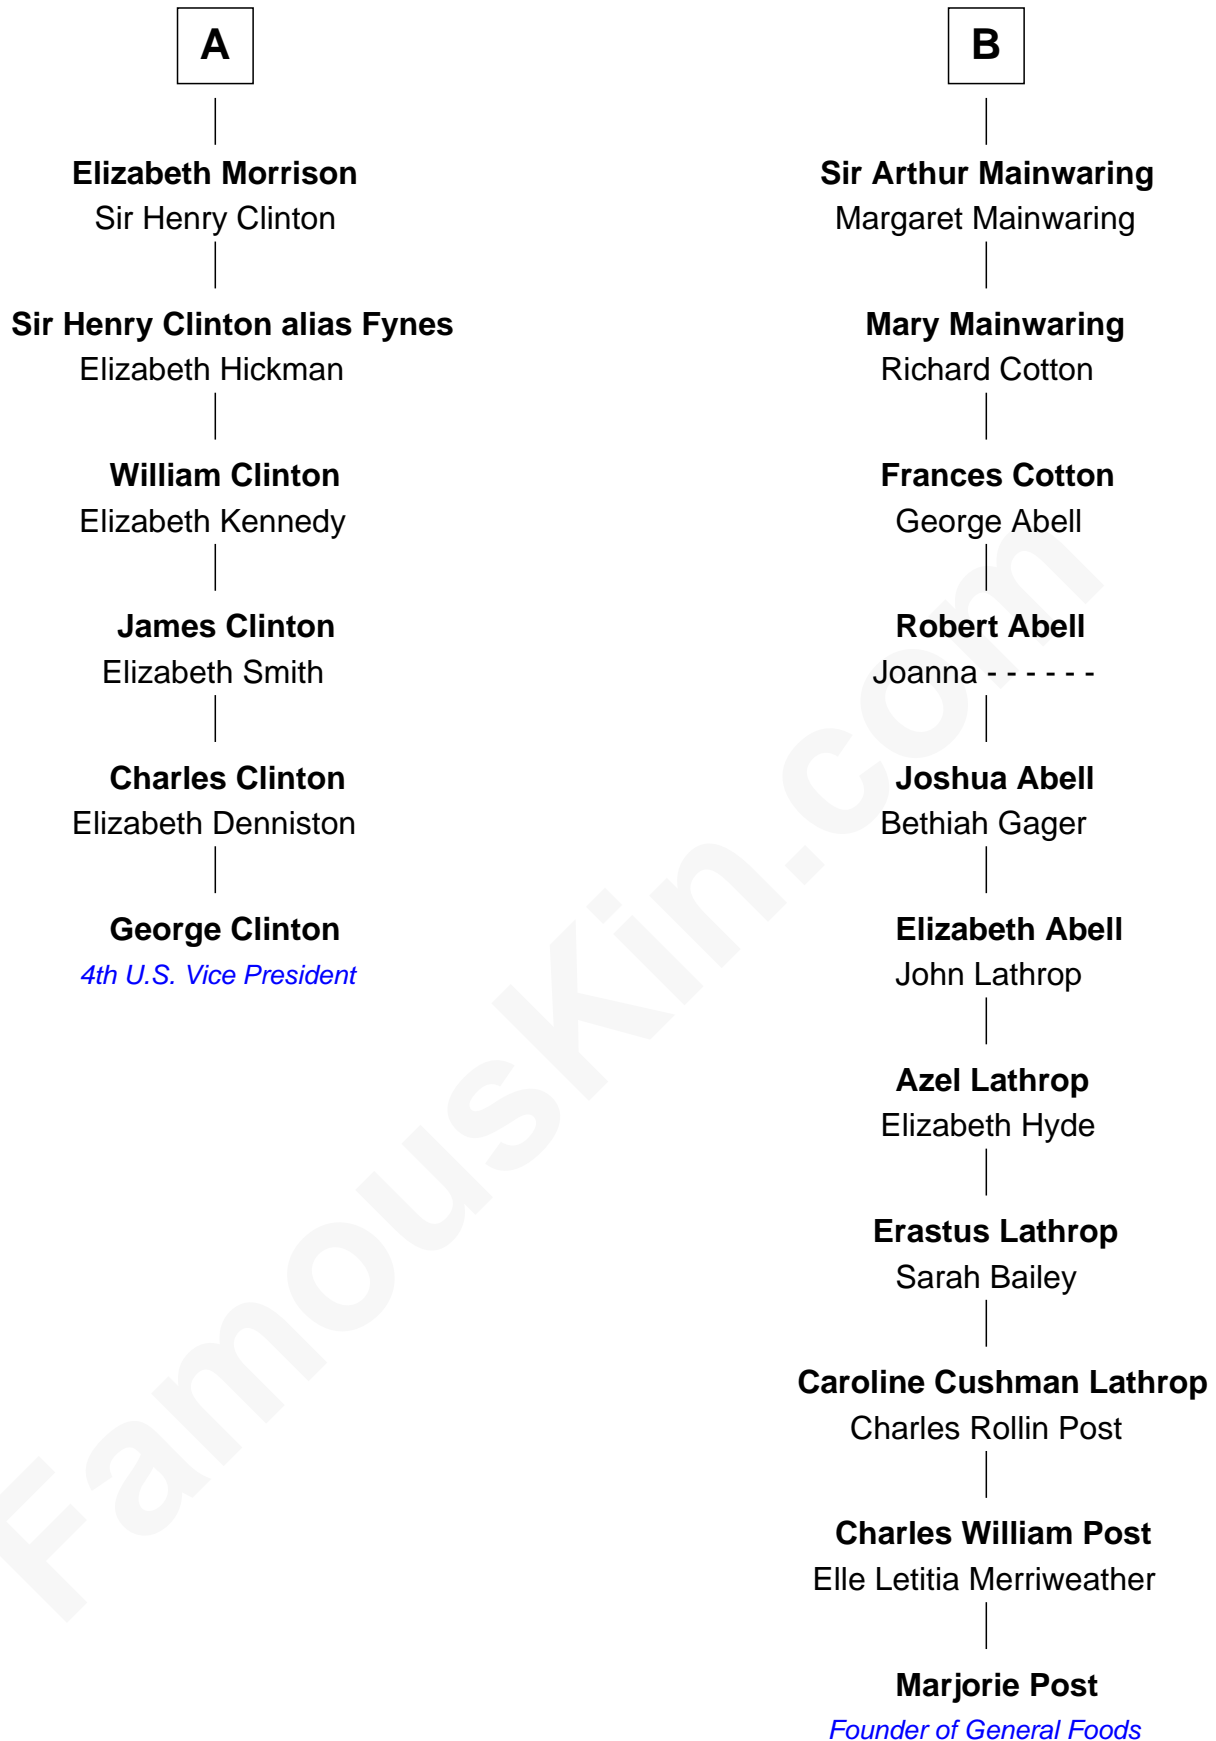 A
Elizabeth Morrison
Sir Henry Clinton
Sir Henry Clinton alias Fynes
Elizabeth Hickman
William Clinton
Elizabeth Kennedy
James Clinton
Elizabeth Smith
Charles Clinton
Elizabeth Denniston
George Clinton
4th U.S. Vice President
B
Sir Arthur Mainwaring
Margaret Mainwaring
Mary Mainwaring
Richard Cotton
Frances Cotton
George Abell
Robert Abell
Joanna - - - - - -
Joshua Abell
Bethiah Gager
Elizabeth Abell
John Lathrop
Azel Lathrop
Elizabeth Hyde
Erastus Lathrop
Sarah Bailey
Caroline Cushman Lathrop
Charles Rollin Post
Charles William Post
Elle Letitia Merriweather
Marjorie Post
Founder of General Foods
FamousKin.com